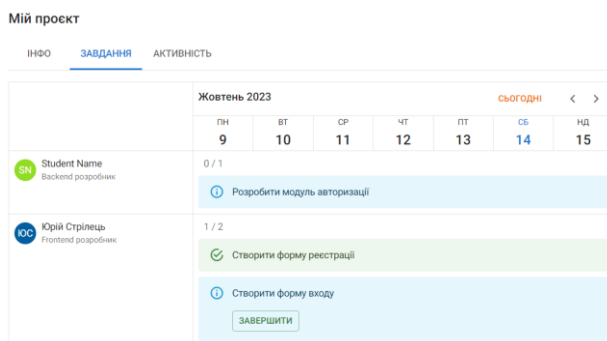 Мій проєкт
ІНФО ЗАВДАННЯ АКТИВНІСТЬ
Жовтень 2023 СЬОГОДНІ
ПН ВТ СР ЧТ ПТ СБ НД
9 10 11 12 13 14 15
SN Student Name
Backend розробник
0 / 1
Розробити модуль авторизації
ЮС Юрій Стрілець
Frontend розробник
1 / 2
Створити форму реєстрації
Створити форму входу
ЗАВЕРШИТИ